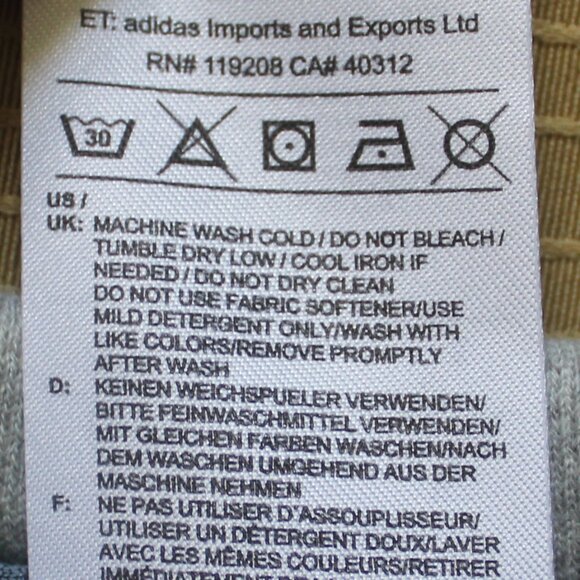 ET: adidas Imports and Exports Ltd
RN# 119208 CA# 40312
30
US /
UK: MACHINE WASH COLD / DO NOT BLEACH /
TUMBLE DRY LOW / COOL IRON IF
NEEDED / DO NOT DRY CLEAN
DO NOT USE FABRIC SOFTENER/USE
MILD DETERGENT ONLY/WASH WITH
LIKE COLORS/REMOVE PROMPTLY
AFTER WASH
D: KEINEN WEICHSPUELER VERWENDEN/
BITTE FEINWASCHMITTEL VERWENDEN/
MIT GLEICHEN FARBEN WASCHEN/NACH
DEM WASCHEN UMGEHEND AUS DER
MASCHINE NEHMEN
F: NE PAS UTILISER D'ASSOUPLISSEUR/
UTILISER UN DÉTERGENT DOUX/LAVER
AVEC LES MÊMES COULEURS/RETIRER
IMMÉDIATEMENT